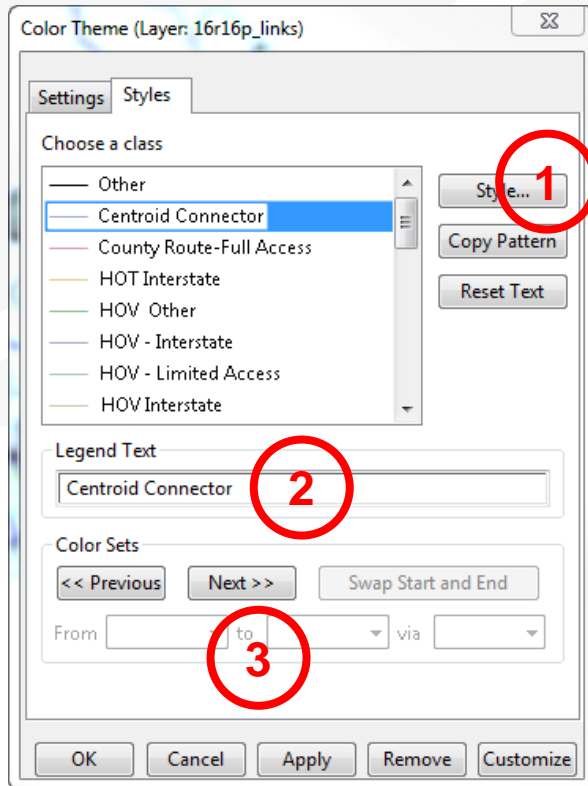 Color Theme (Layer: 16r16p_links)
Settings Styles
Choose a class
Other
Centroid Connector
County Route-Full Access
HOT Interstate
HOV Other
HOV - Interstate
HOV - Limited Access
HOV Interstate
Style... 1
Copy Pattern
Reset Text
Legend Text
Centroid Connector 2
Color Sets
<< Previous Next >> Swap Start and End
From to via
3
OK Cancel Apply Remove Customize